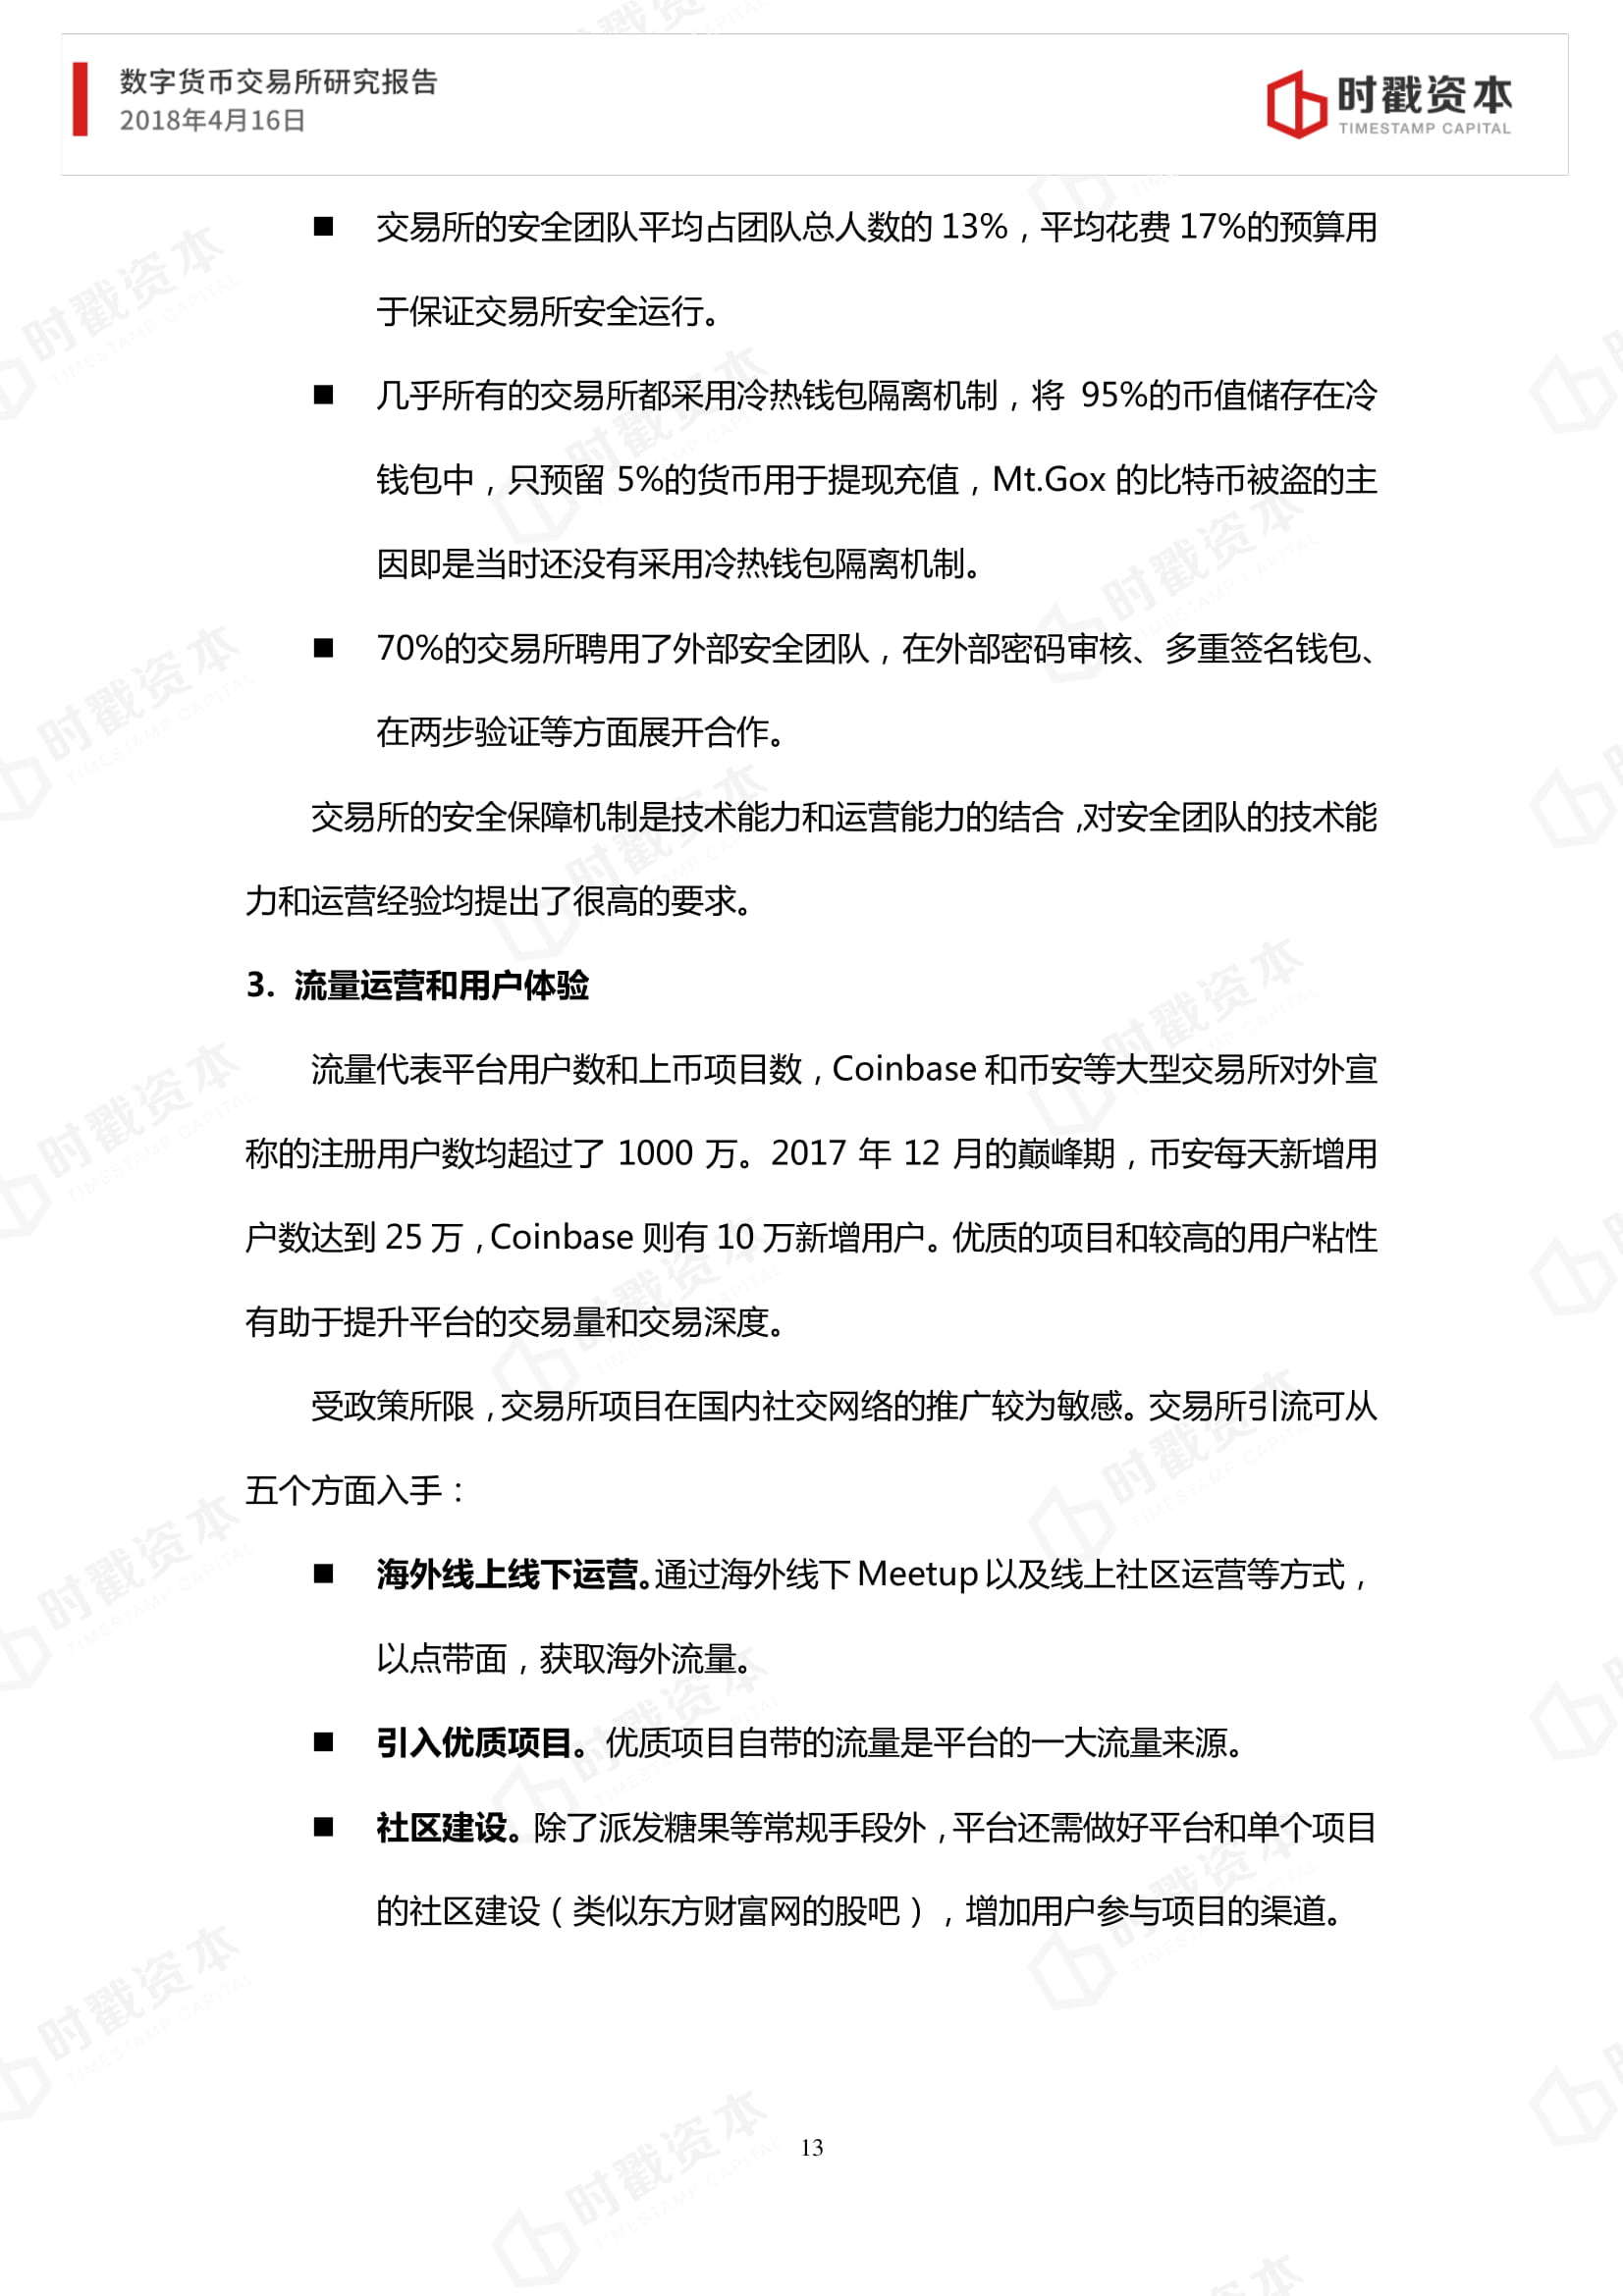 数字货币交易所研究报告
2018年4月16日
时戳资本
TIMESTAMP CAPITAL
■ 交易所的安全团队平均占团队总人数的 13%，平均花费 17%的预算用
于保证交易所安全运行。
■ 几乎所有的交易所都采用冷热钱包隔离机制，将 95%的币值储存在冷
钱包中，只预留 5%的货币用于提现充值，Mt.Gox 的比特币被盗的主
因即是当时还没有采用冷热钱包隔离机制。
■ 70%的交易所聘用了外部安全团队，在外部密码审核、多重签名钱包、
在两步验证等方面展开合作。
交易所的安全保障机制是技术能力和运营能力的结合，对安全团队的技术能
力和运营经验均提出了很高的要求。
3. 流量运营和用户体验
流量代表平台用户数和上币项目数，Coinbase 和币安等大型交易所对外宣
称的注册用户数均超过了 1000 万。2017 年 12 月的巅峰期，币安每天新增用
户数达到 25 万，Coinbase 则有 10 万新增用户。优质的项目和较高的用户粘性
有助于提升平台的交易量和交易深度。
受政策所限，交易所项目在国内社交网络的推广较为敏感。交易所引流可从
五个方面入手：
■ 海外线上线下运营。通过海外线下 Meetup 以及线上社区运营等方式，
以点带面，获取海外流量。
■ 引入优质项目。优质项目自带的流量是平台的一大流量来源。
■ 社区建设。除了派发糖果等常规手段外，平台还需做好平台和单个项目
的社区建设（类似东方财富网的股吧），增加用户参与项目的渠道。
13